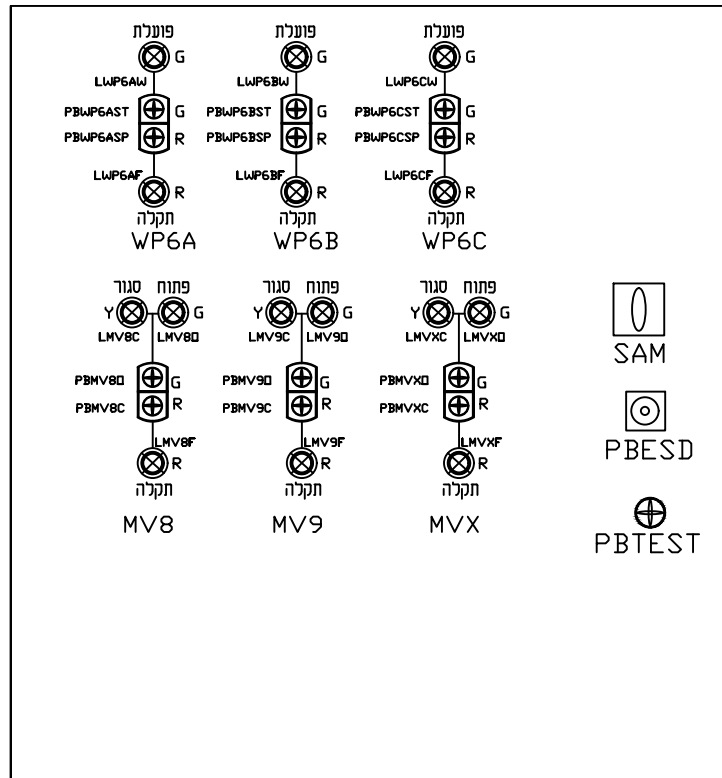 פועלת פועלת פועלת
G G G
LWP6AW LWP6BW LWP6CW
PBWP6AST G PBWP6BST G PBWP6CST G
PBWP6ASP R PBWP6BSP R PBWP6CSP R
LWP6AF LWP6BF LWP6CF
R R R
תקלה תקלה תקלה
WP6A WP6B WP6C
סגור פתוח סגור פתוח סגור פתוח
Y G Y G Y G
LMV8C LMV8O LMV9C LMV9O LMVXC LMVXO
SAM
PBMV8O G PBMV9O G PBMVXO G
PBMV8C R PBMV9C R PBMVXC R
LMV8F LMV9F LMVXF
PBESD
R R R
תקלה תקלה תקלה
MV8 MV9 MVX
PBTEST